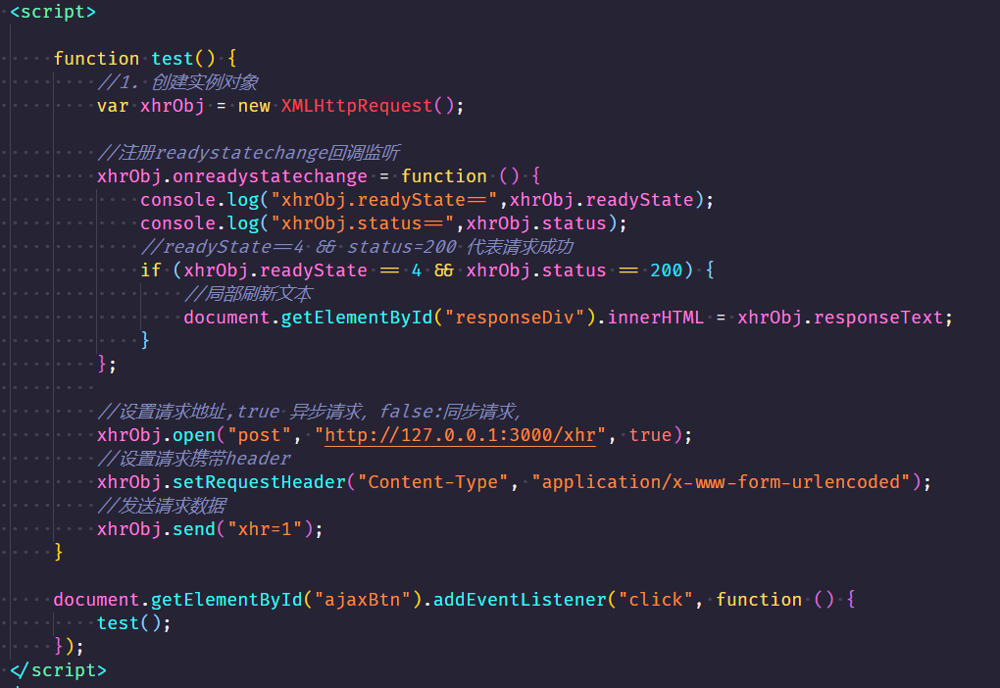 <script>
function test() {
//1. 创建实例对象
var xhrObj = new XMLHttpRequest();
//注册readystatechange回调监听
xhrObj.onreadystatechange = function () {
console.log("xhrObj.readyState==",xhrObj.readyState);
console.log("xhrObj.status==",xhrObj.status);
//readyState==4 && status=200 代表请求成功
if (xhrObj.readyState == 4 && xhrObj.status == 200) {
//局部刷新文本
document.getElementById("responseDiv").innerHTML = xhrObj.responseText;
}
};
//设置请求地址,true 异步请求, false:同步请求,
xhrObj.open("post", "http://127.0.0.1:3000/xhr", true);
//设置请求携带header
xhrObj.setRequestHeader("Content-Type", "application/x-www-form-urlencoded");
//发送请求数据
xhrObj.send("xhr=1");
}
document.getElementById("ajaxBtn").addEventListener("click", function () {
test();
});
</script>